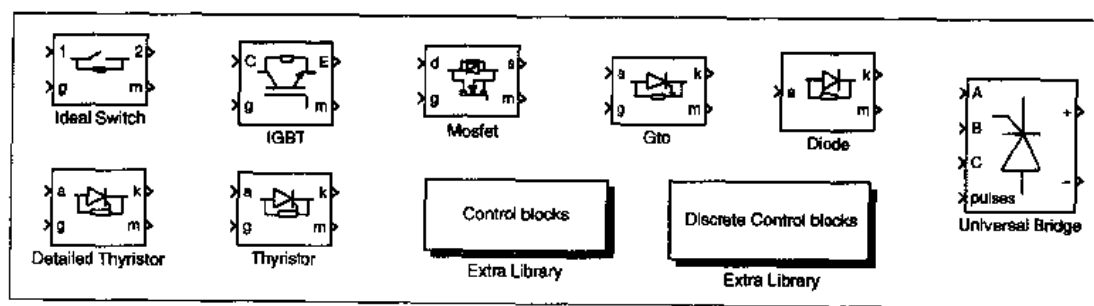 1 2
g m
Ideal Switch
C E
g m
IGBT
d s
g m
Mosfet
a k
g m
Gto
a k
m
Diode
A +
B
C
pulses −
Universal Bridge
a k
g m
Detailed Thyristor
a k
g m
Thyristor
Control blocks
Extra Library
Discrete Control blocks
Extra Library